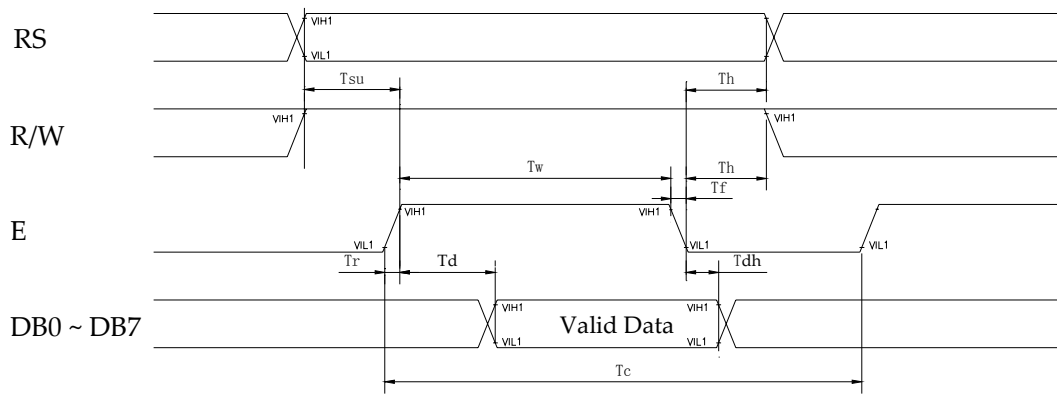 RS
VIH1
VIL1
Tsu
Th
R/W
VIH1
VIH1
Tw
Th
Tf
E
VIH1
VIH1
VIL1
VIL1
VIL1
Tr
Td
Tdh
DB0 ~ DB7
VIH1
VIH1
Valid Data
VIL1
VIL1
Tc